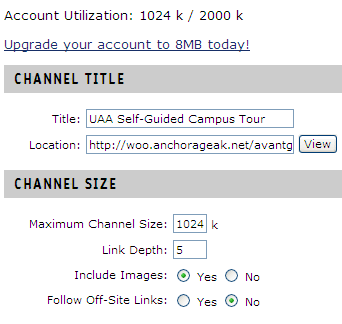 Account Utilization: 1024 k / 2000 k
Upgrade your account to 8MB today!
CHANNEL TITLE
Title: UAA Self-Guided Campus Tour
Location: http://woo.anchorageak.net/avantg View
CHANNEL SIZE
Maximum Channel Size: 1024 k
Link Depth: 5
Include Images: Yes No
Follow Off-Site Links: Yes No